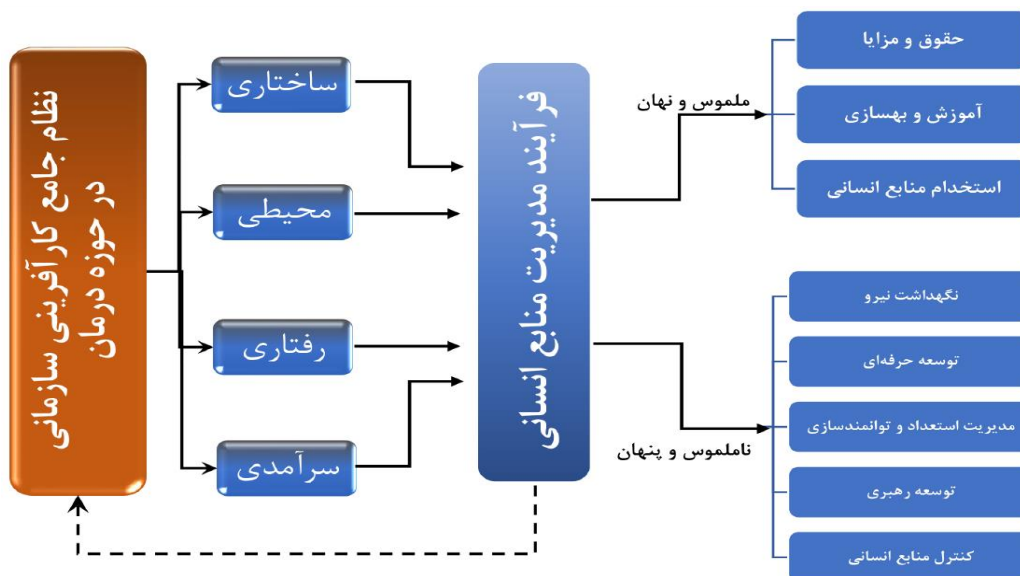 نظام جامع کارآفرینی سازمانی
در حوزه درمان
ساختاری
محیطی
رفتاری
سرآمدی
فرآیند مدیریت منابع انسانی
ملموس و نهان
حقوق و مزایا
آموزش و بهسازی
استخدام منابع انسانی
ناملموس و پنهان
نگهداشت نیرو
توسعه حرفه‌ای
مدیریت استعداد و توانمندسازی
توسعه رهبری
کنترل منابع انسانی